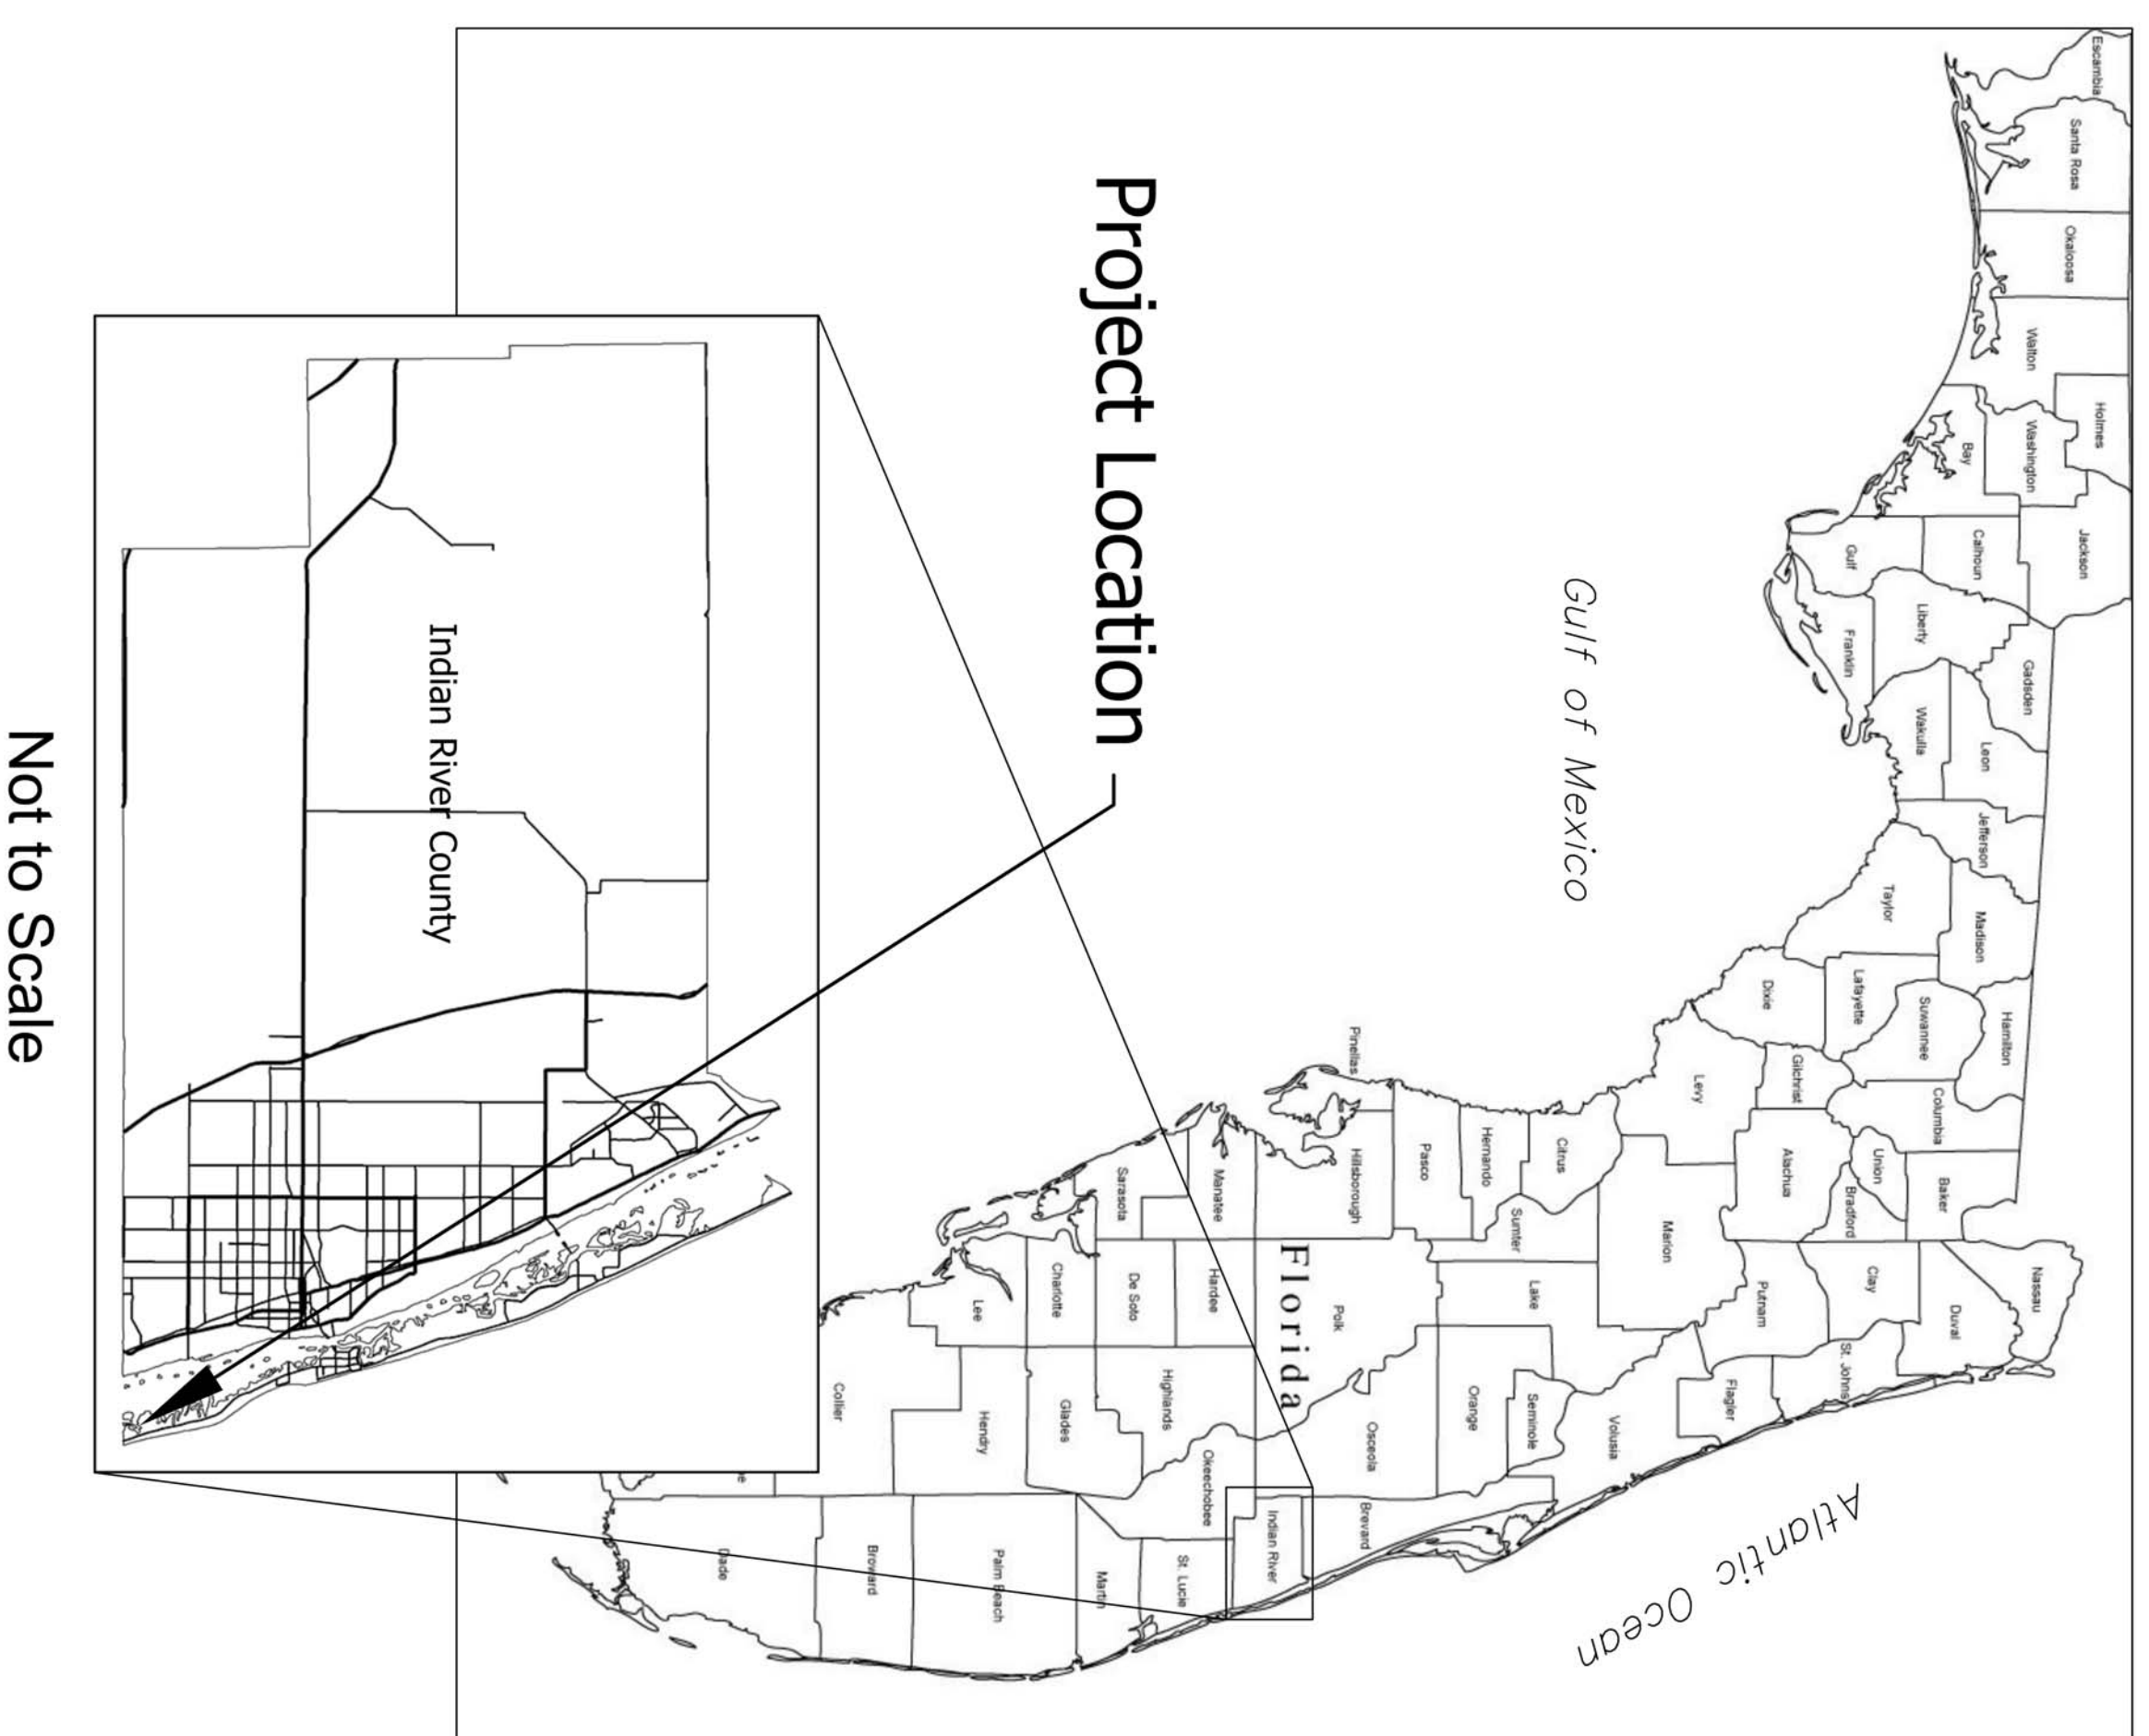 Escambia
Santa Rosa
Okaloosa
Walton
Holmes
Washington
Bay
Jackson
Calhoun
Gulf
Liberty
Franklin
Gadsden
Wakulla
Leon
Jefferson
Taylor
Madison
Lafayette
Dixie
Suwannee
Hamilton
Levy
Gilchrist
Columbia
Union
Baker
Alachua
Bradford
Nassau
Duval
Clay
Putnam
Marion
St. Johns
Flagler
Volusia
Citrus
Sumter
Hernando
Pasco
Lake
Pinellas
Hillsborough
Polk
Orange
Seminole
Osceola
Brevard
Manatee
Sarasota
Hardee
De Soto
Charlotte
Lee
Highlands
Glades
Hendry
Collier
Okeechobee
Indian River
St. Lucie
Martin
Palm Beach
Broward
Dade
Florida
Gulf of Mexico
Atlantic Ocean
Project Location
Indian River County
Not to Scale